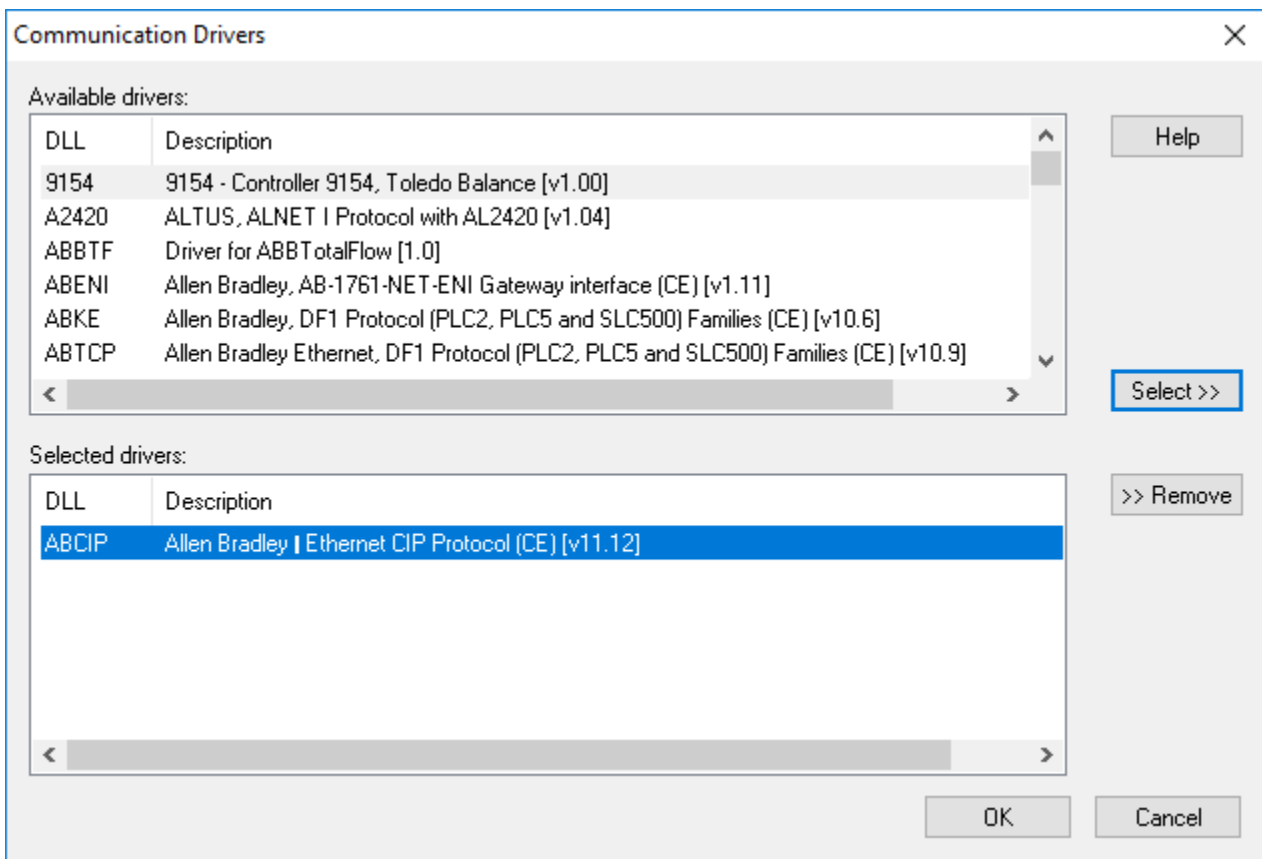 Communication Drivers
Available drivers:
DLL Description
9154 9154 - Controller 9154, Toledo Balance [v1.00]
A2420 ALTUS, ALNET I Protocol with AL2420 [v1.04]
ABBTF Driver for ABBTotalFlow [1.0]
ABENI Allen Bradley, AB-1761-NET-ENI Gateway interface (CE) [v1.11]
ABKE Allen Bradley, DF1 Protocol (PLC2, PLC5 and SLC500) Families (CE) [v10.6]
ABTCP Allen Bradley Ethernet, DF1 Protocol (PLC2, PLC5 and SLC500) Families (CE) [v10.9]
Help
Select >>
Selected drivers:
DLL Description
ABCIP Allen Bradley | Ethernet CIP Protocol (CE) [v11.12]
>> Remove
OK
Cancel